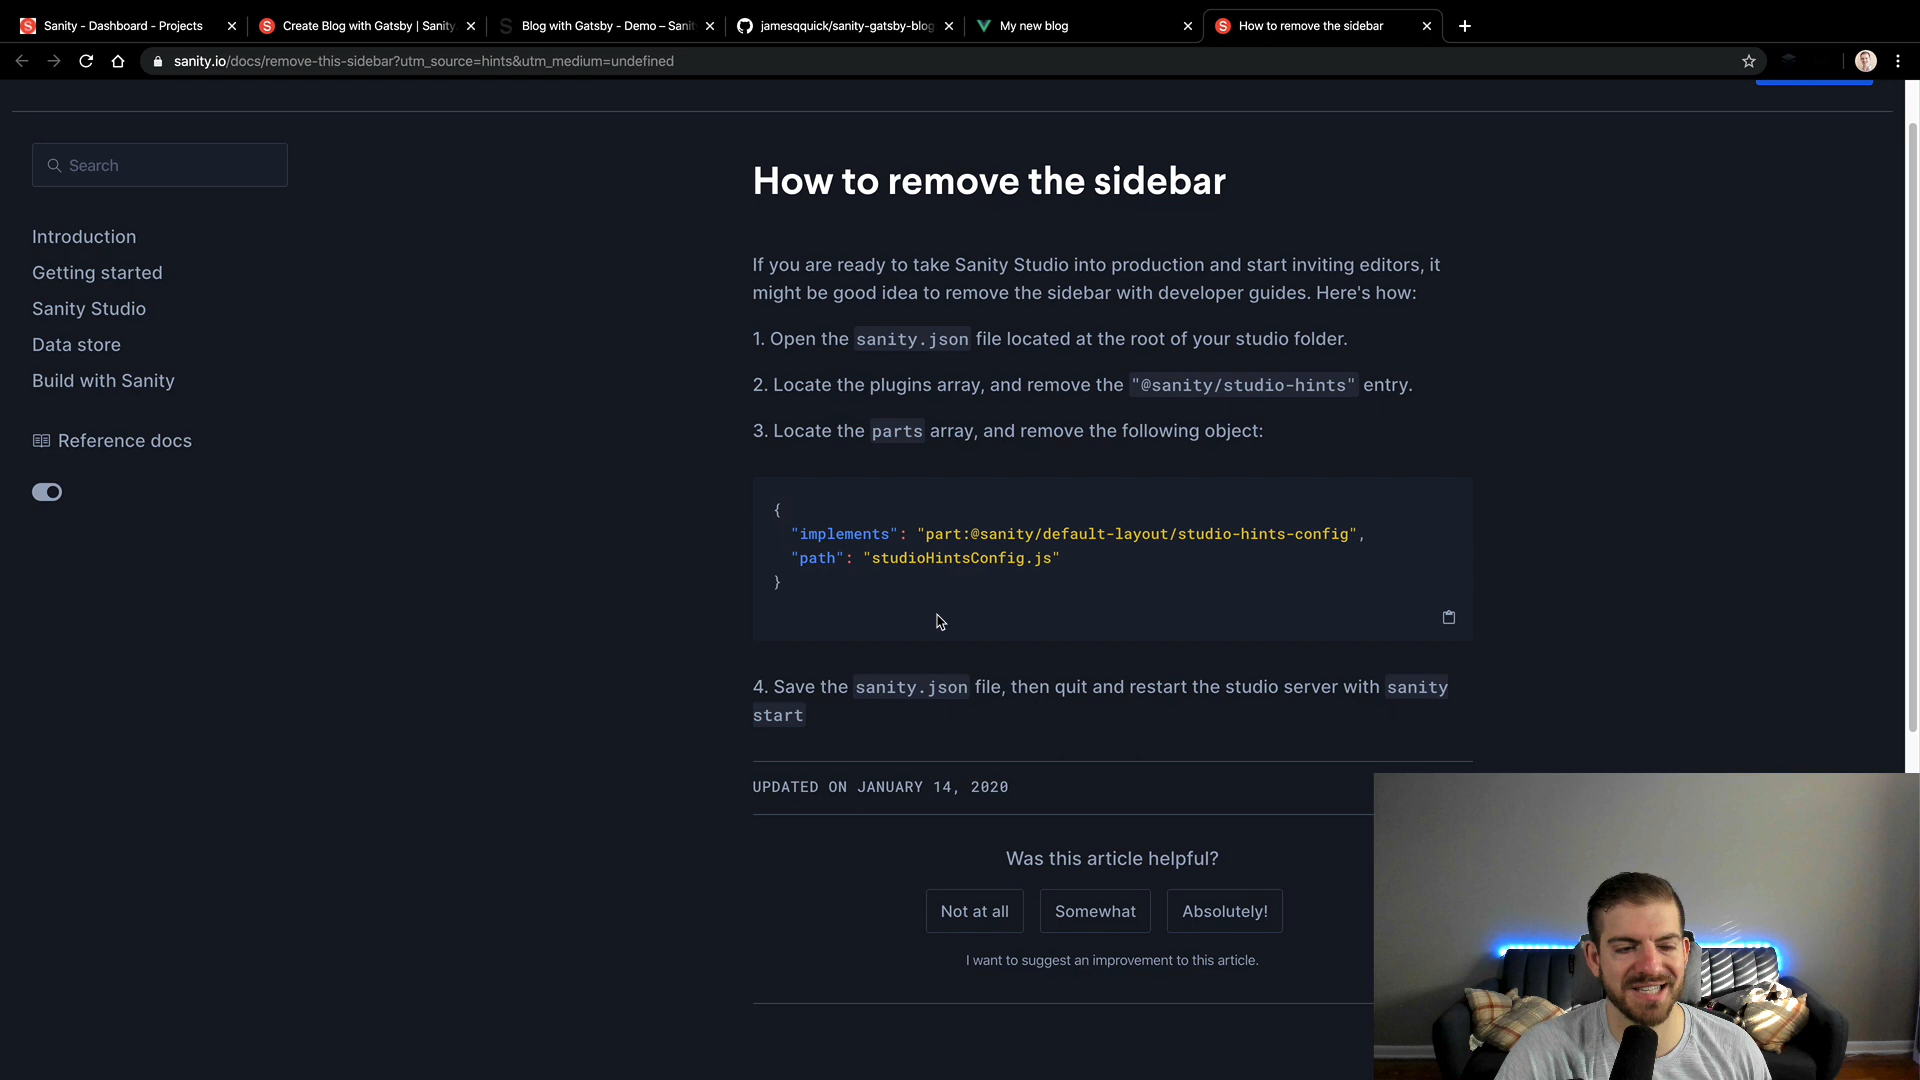 Sanity - Dashboard - Projects
Create Blog with Gatsby | Sanity.
Blog with Gatsby - Demo – Sani
jamesqquick/sanity-gatsby-blog
My new blog
How to remove the sidebar
sanity.io/docs/remove-this-sidebar?utm_source=hints&utm_medium=undefined
Search
Introduction
Getting started
Sanity Studio
Data store
Build with Sanity
Reference docs
How to remove the sidebar
If you are ready to take Sanity Studio into production and start inviting editors, it
might be good idea to remove the sidebar with developer guides. Here's how:
1. Open the sanity.json file located at the root of your studio folder.
2. Locate the plugins array, and remove the "@sanity/studio-hints" entry.
3. Locate the parts array, and remove the following object:
{
"implements": "part:@sanity/default-layout/studio-hints-config",
"path": "studioHintsConfig.js"
}
4. Save the sanity.json file, then quit and restart the studio server with sanity
start
UPDATED ON JANUARY 14, 2020
Was this article helpful?
Not at all
Somewhat
Absolutely!
I want to suggest an improvement to this article.